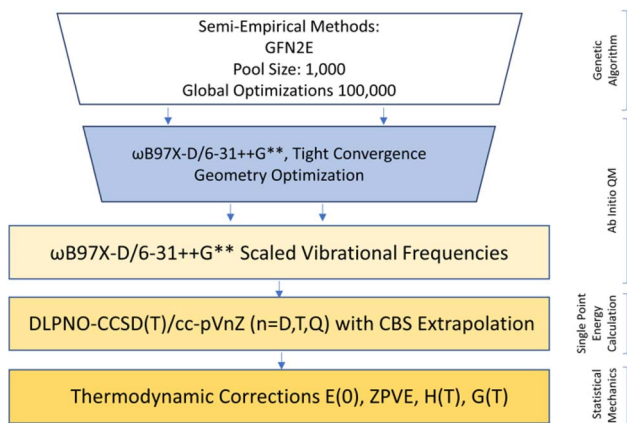 Semi-Empirical Methods:
GFN2E
Pool Size: 1,000
Global Optimizations 100,000
Genetic
Algorithm
ωB97X-D/6-31++G**, Tight Convergence
Geometry Optimization
Ab Initio QM
ωB97X-D/6-31++G** Scaled Vibrational Frequencies
DLPNO-CCSD(T)/cc-pVnZ (n=D,T,Q) with CBS Extrapolation
Single Point
Energy
Calculation
Thermodynamic Corrections E(0), ZPVE, H(T), G(T)
Statistical
Mechanics